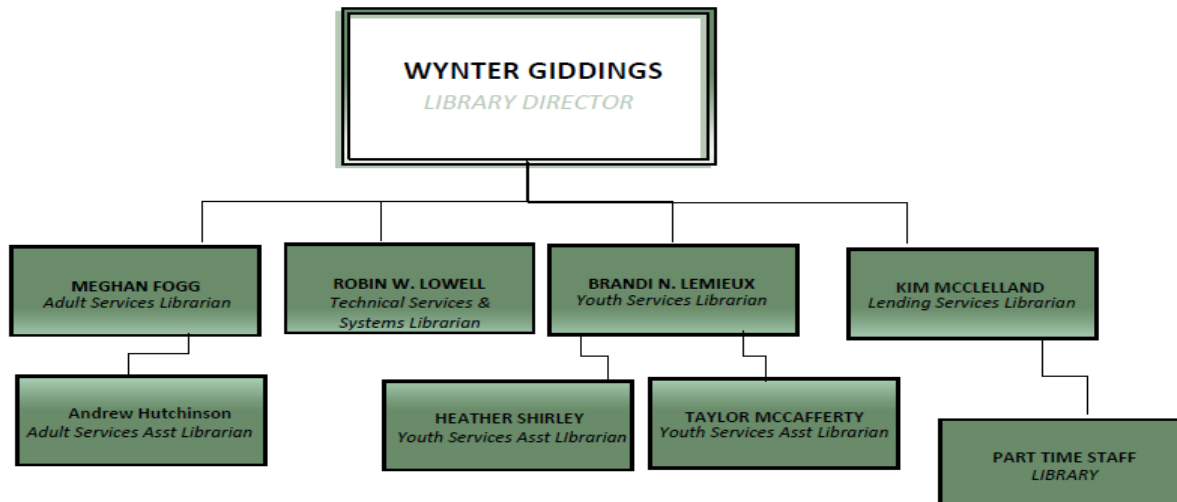 WYNTER GIDDINGS
LIBRARY DIRECTOR
MEGHAN FOGG
Adult Services Librarian
ROBIN W. LOWELL
Technical Services &
Systems Librarian
BRANDI N. LEMIEUX
Youth Services Librarian
KIM MCCLELLAND
Lending Services Librarian
Andrew Hutchinson
Adult Services Asst Librarian
HEATHER SHIRLEY
Youth Services Asst LIbrarian
TAYLOR MCCAFFERTY
Youth Services Asst Librarian
PART TIME STAFF
LIBRARY